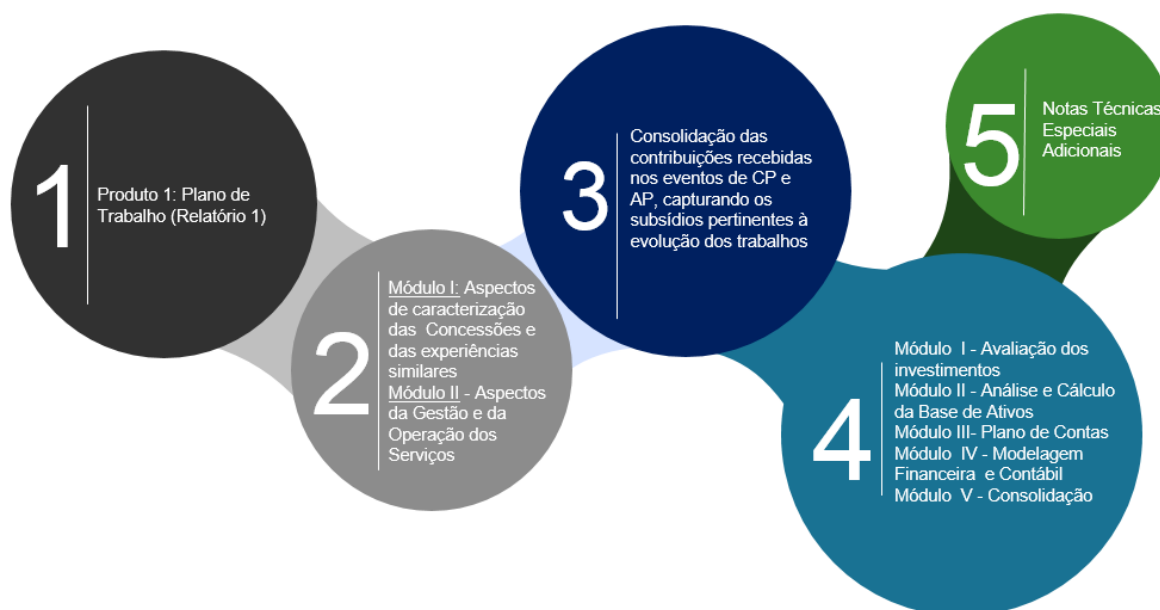 1
Produto 1: Plano de
Trabalho (Relatório 1)
2
Módulo I: Aspectos
de caracterização
das Concessões e
das experiências
similares
Módulo II - Aspectos
da Gestão e da
Operação dos
Serviços
3
Consolidação das
contribuições recebidas
nos eventos de CP e
AP, capturando os
subsídios pertinentes à
evolução dos trabalhos
4
Módulo I - Avaliação dos
investimentos
Módulo II - Análise e Cálculo
da Base de Ativos
Módulo III- Plano de Contas
Módulo IV - Modelagem
Financeira e Contábil
Módulo V - Consolidação
5
Notas Técnicas
Especiais
Adicionais